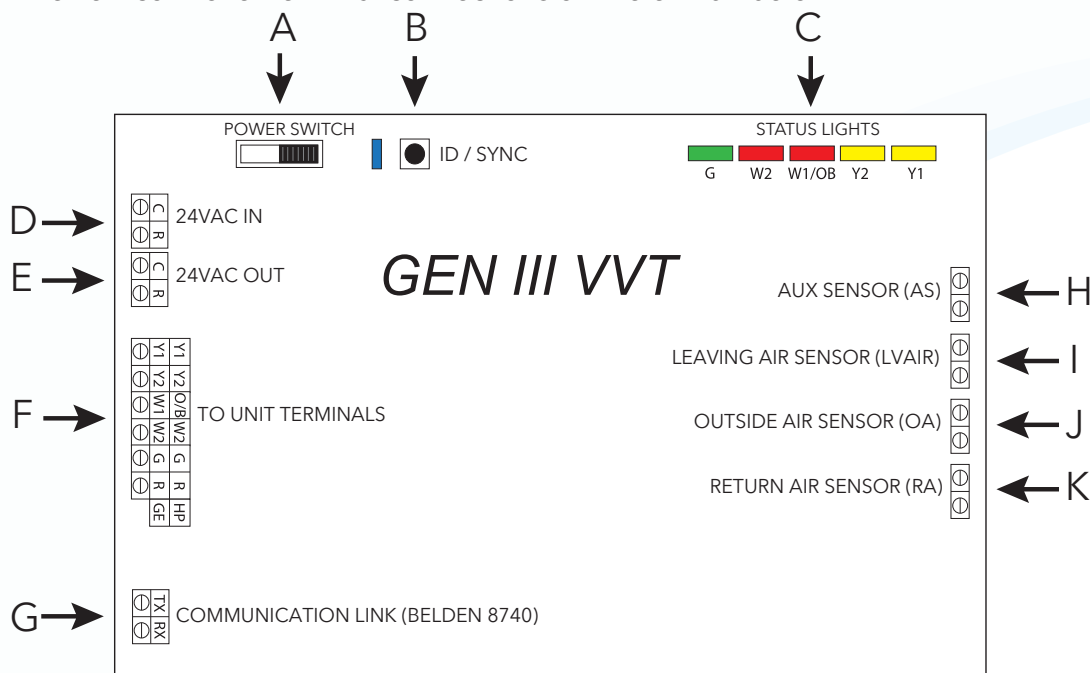 A B C
POWER SWITCH
ID / SYNC
STATUS LIGHTS
G W2 W1/OB Y2 Y1
D
C
R
24VAC IN
E
C
R
24VAC OUT
GEN III VVT
AUX SENSOR (AS)
H
LEAVING AIR SENSOR (LVAIR)
I
OUTSIDE AIR SENSOR (OA)
J
RETURN AIR SENSOR (RA)
K
F
Y1 Y1
Y2 Y2
W1 O/B
W2 W2
G G
R R
GE HP
TO UNIT TERMINALS
G
TX
RX
COMMUNICATION LINK (BELDEN 8740)